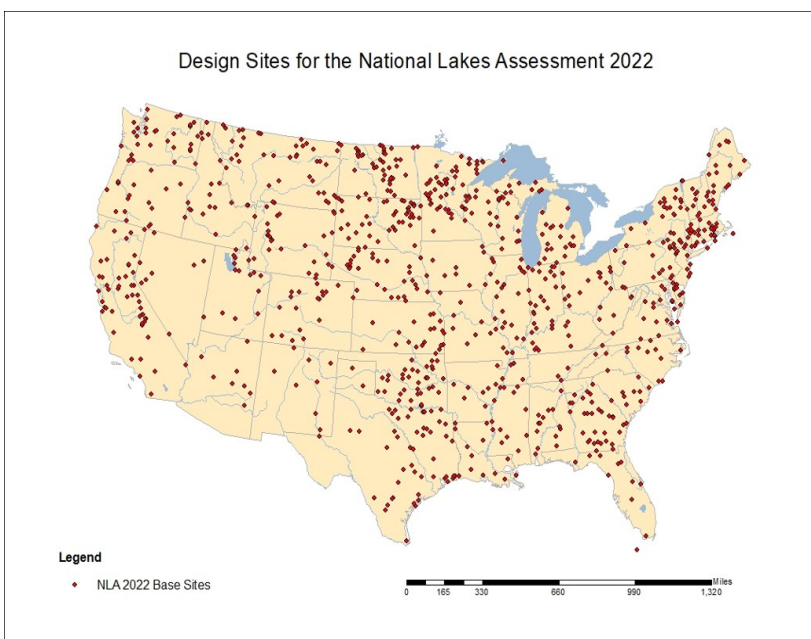 Design Sites for the National Lakes Assessment 2022
Legend
NLA 2022 Base Sites
Miles
0 165 330 660 990 1,320